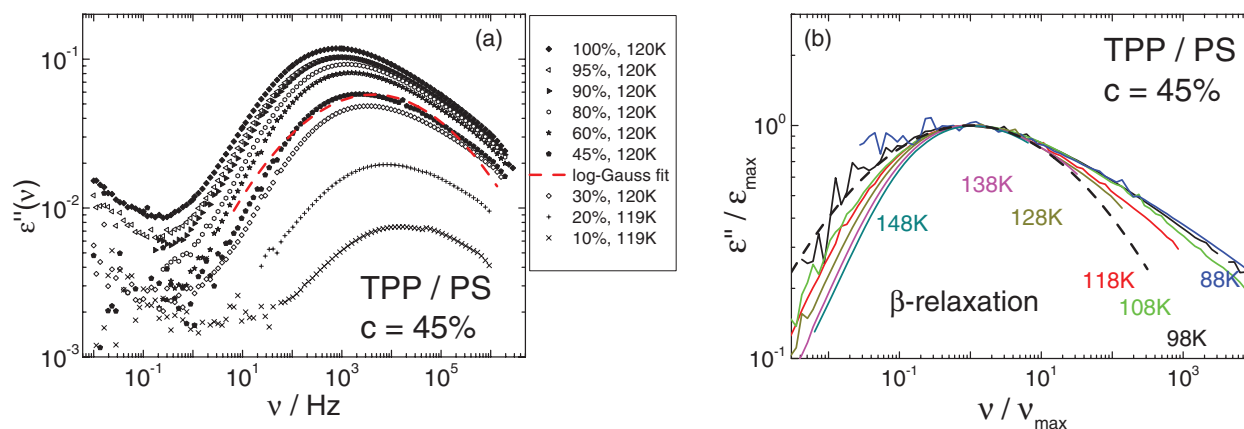 (a)
10⁻¹
10⁻²
10⁻³
ε''(ν)
10⁻¹
10¹
10³
10⁵
ν / Hz
TPP / PS
c = 45%
100%, 120K
95%, 120K
90%, 120K
80%, 120K
60%, 120K
45%, 120K
log-Gauss fit
30%, 120K
20%, 119K
10%, 119K
(b)
TPP / PS
c = 45%
10⁰
10⁻¹
ε'' / ε_max
138K
148K
128K
118K
88K
108K
98K
β-relaxation
10⁻¹
10¹
10³
ν / ν_max